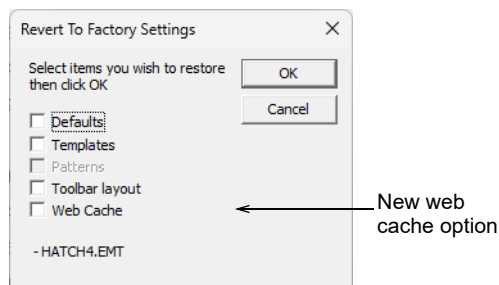 Revert To Factory Settings
Select items you wish to restore
then click OK
OK
Cancel
Defaults
Templates
Patterns
Toolbar layout
Web Cache
New web
cache option
- HATCH4.EMT